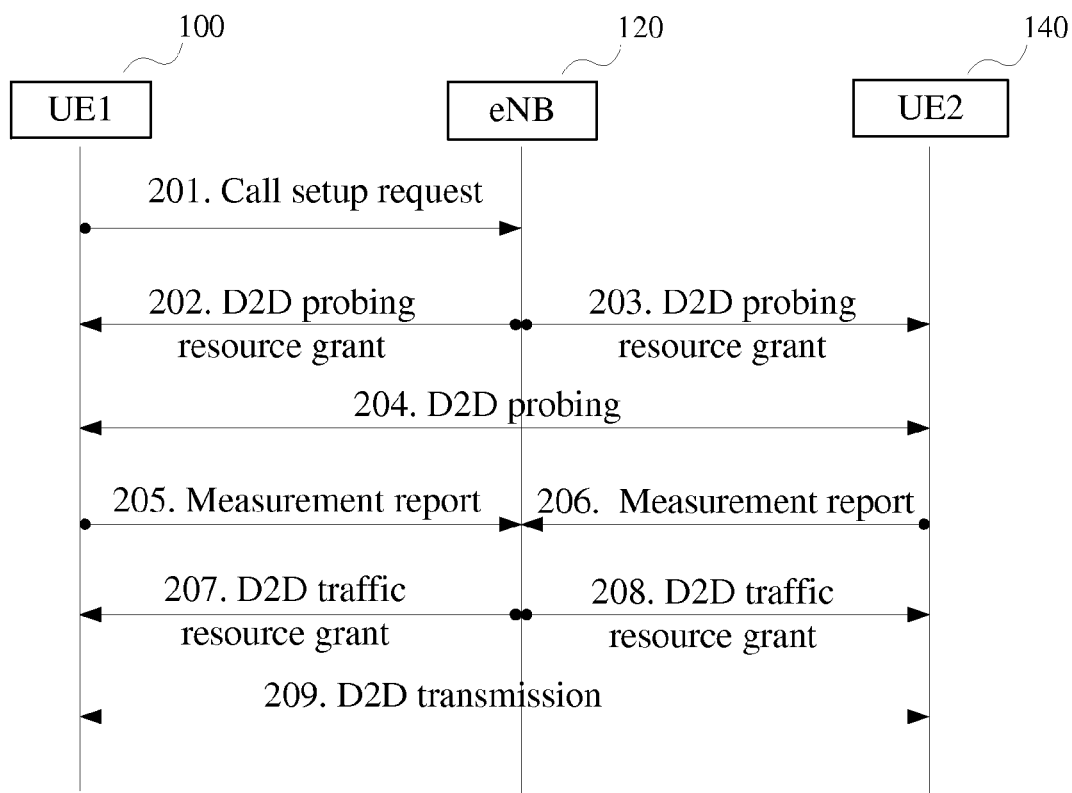 100
120
140
UE1
eNB
UE2
201. Call setup request
202. D2D probing
resource grant
203. D2D probing
resource grant
204. D2D probing
205. Measurement report
206. Measurement report
207. D2D traffic
resource grant
208. D2D traffic
resource grant
209. D2D transmission